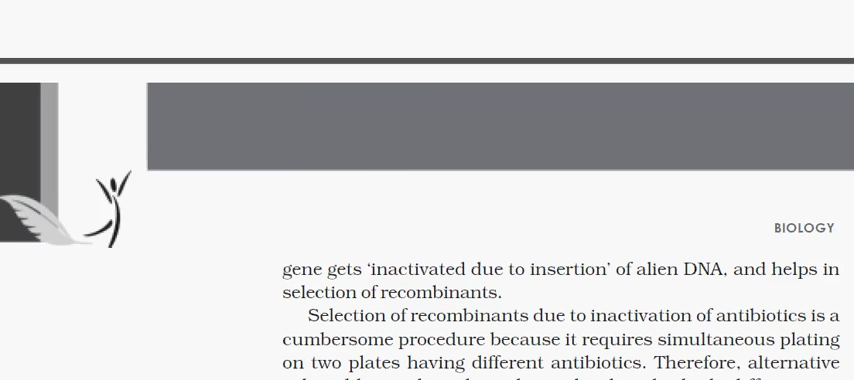 BIOLOGY
gene gets ‘inactivated due to insertion’ of alien DNA, and helps in
selection of recombinants.
Selection of recombinants due to inactivation of antibiotics is a
cumbersome procedure because it requires simultaneous plating
on two plates having different antibiotics. Therefore, alternative